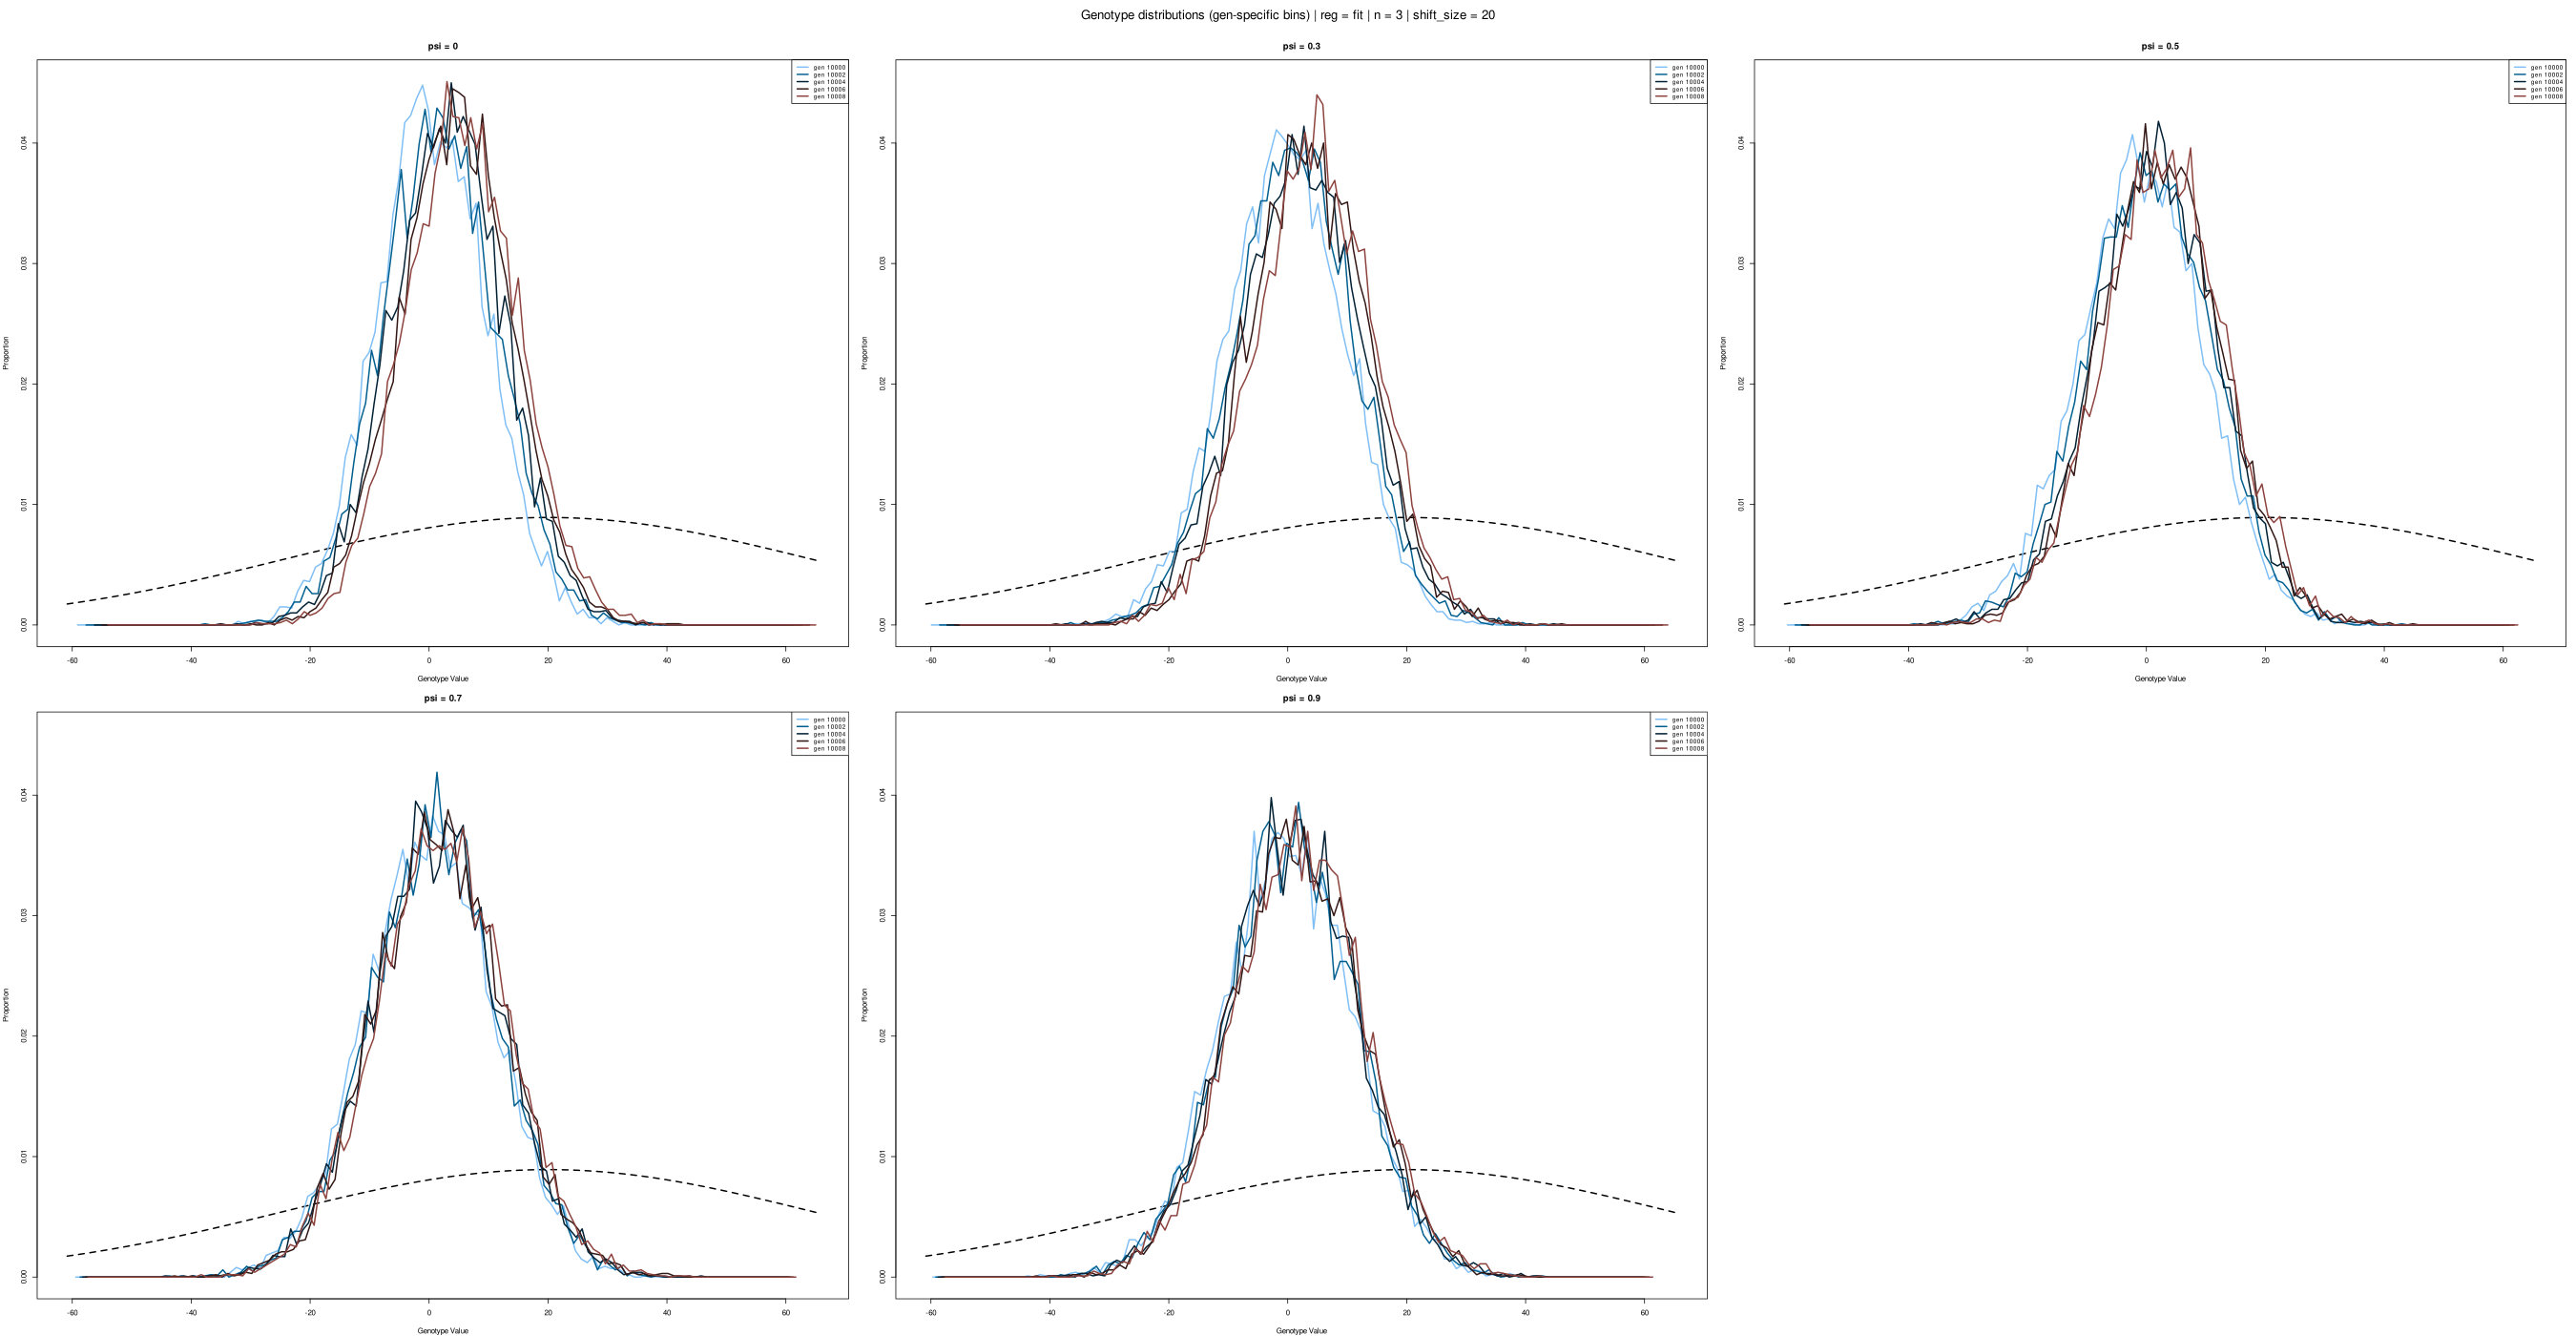 Genotype distributions (gen-specific bins) | reg = fit | n = 3 | shift_size = 20
psi = 0
gen 10000
gen 10002
gen 10004
gen 10006
gen 10008
Proportion
0.04
0.03
0.02
0.01
0.00
-60 -40 -20 0 20 40 60
Genotype Value
psi = 0.3
gen 10000
gen 10002
gen 10004
gen 10006
gen 10008
Proportion
0.04
0.03
0.02
0.01
0.00
-60 -40 -20 0 20 40 60
Genotype Value
psi = 0.5
gen 10000
gen 10002
gen 10004
gen 10006
gen 10008
Proportion
0.04
0.03
0.02
0.01
0.00
-60 -40 -20 0 20 40 60
Genotype Value
psi = 0.7
gen 10000
gen 10002
gen 10004
gen 10006
gen 10008
Proportion
0.04
0.03
0.02
0.01
0.00
-60 -40 -20 0 20 40 60
Genotype Value
psi = 0.9
gen 10000
gen 10002
gen 10004
gen 10006
gen 10008
Proportion
0.04
0.03
0.02
0.01
0.00
-60 -40 -20 0 20 40 60
Genotype Value